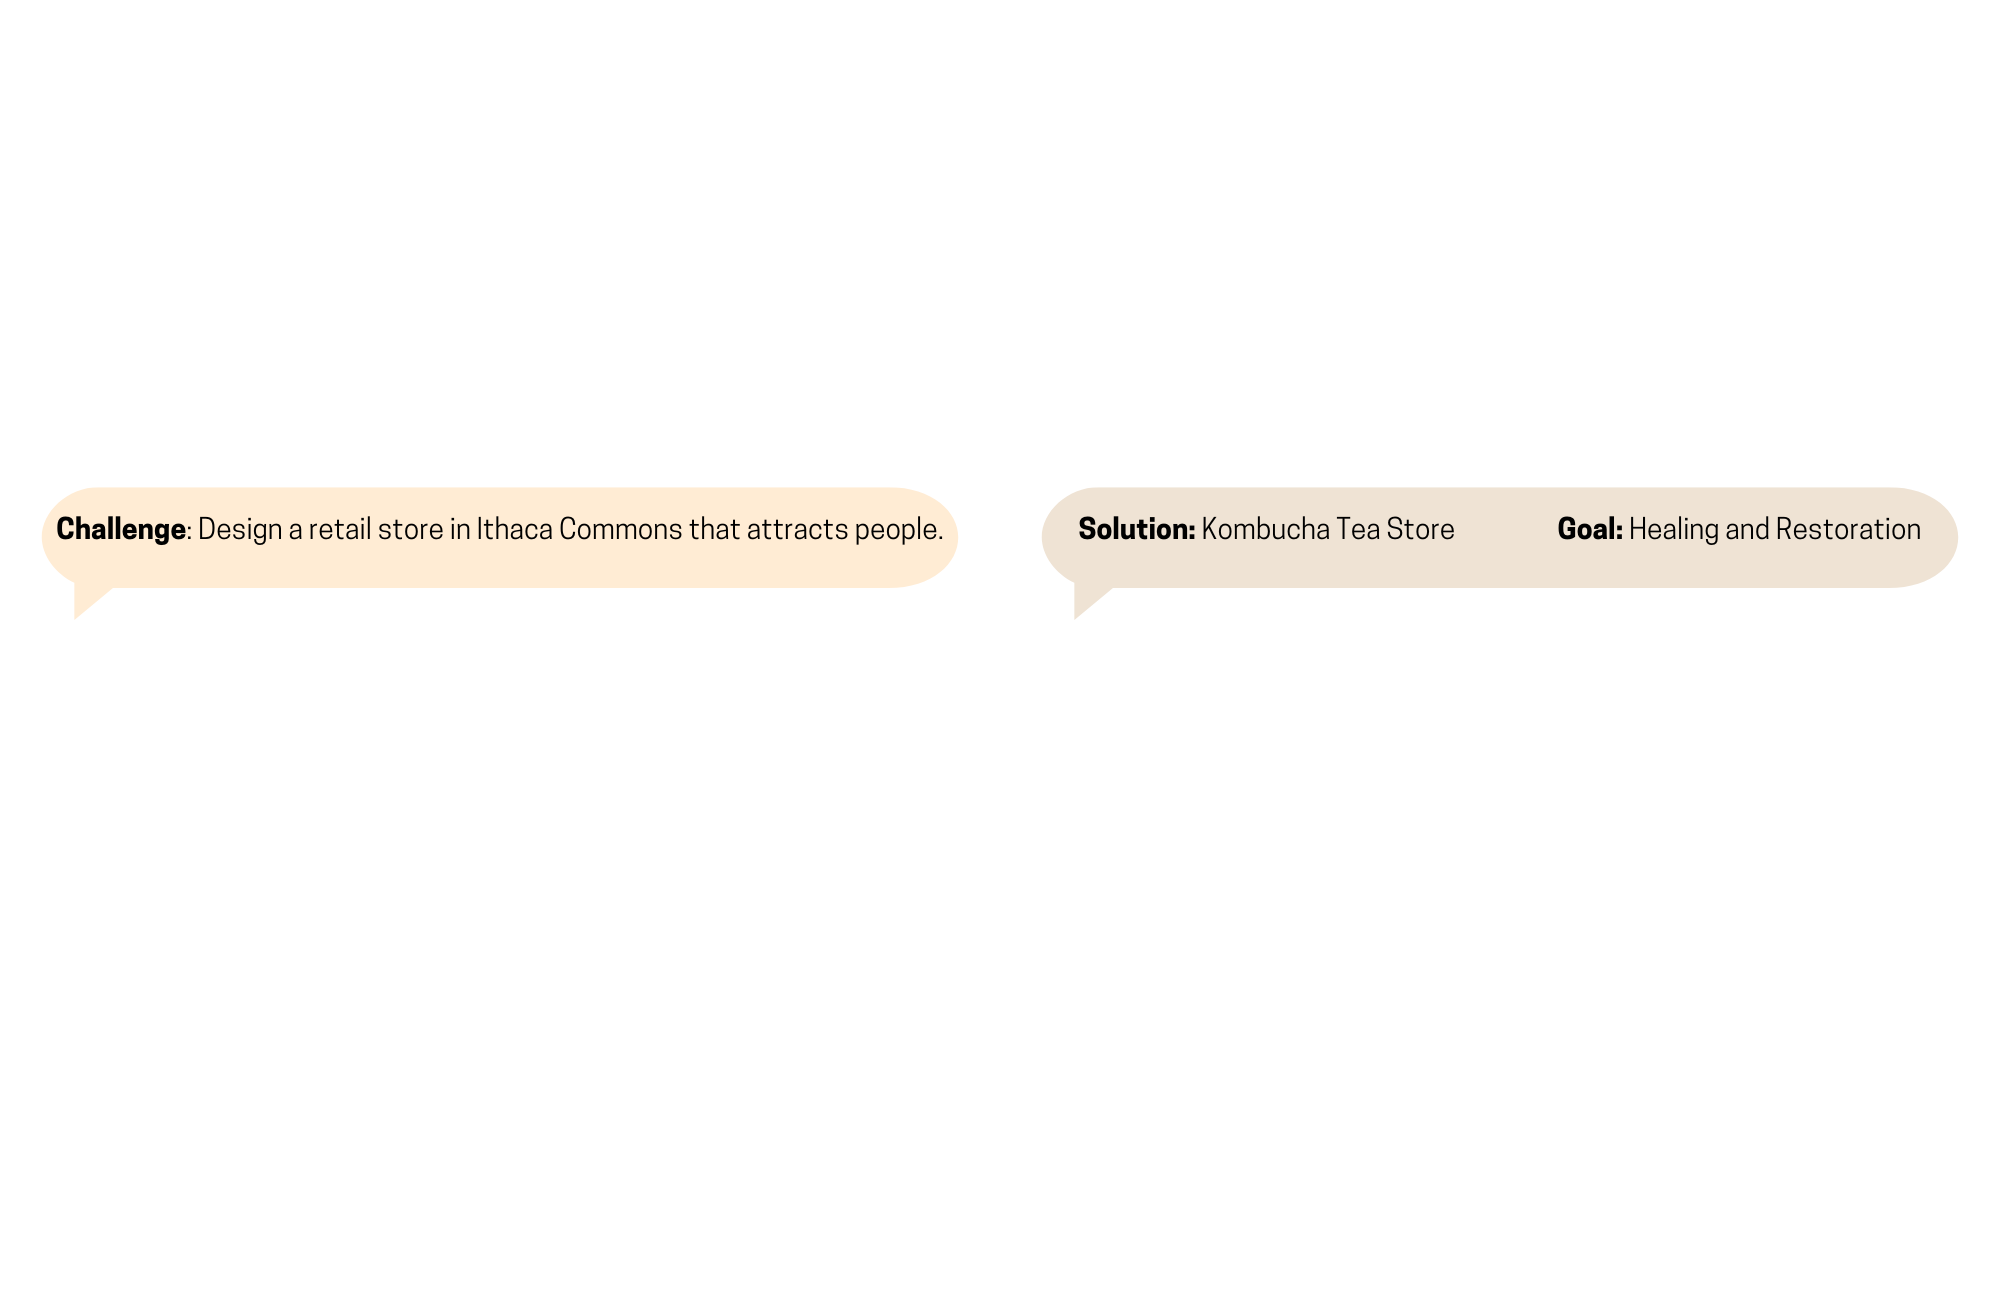 Challenge: Design a retail store in Ithaca Commons that attracts people.
Solution: Kombucha Tea Store
Goal: Healing and Restoration